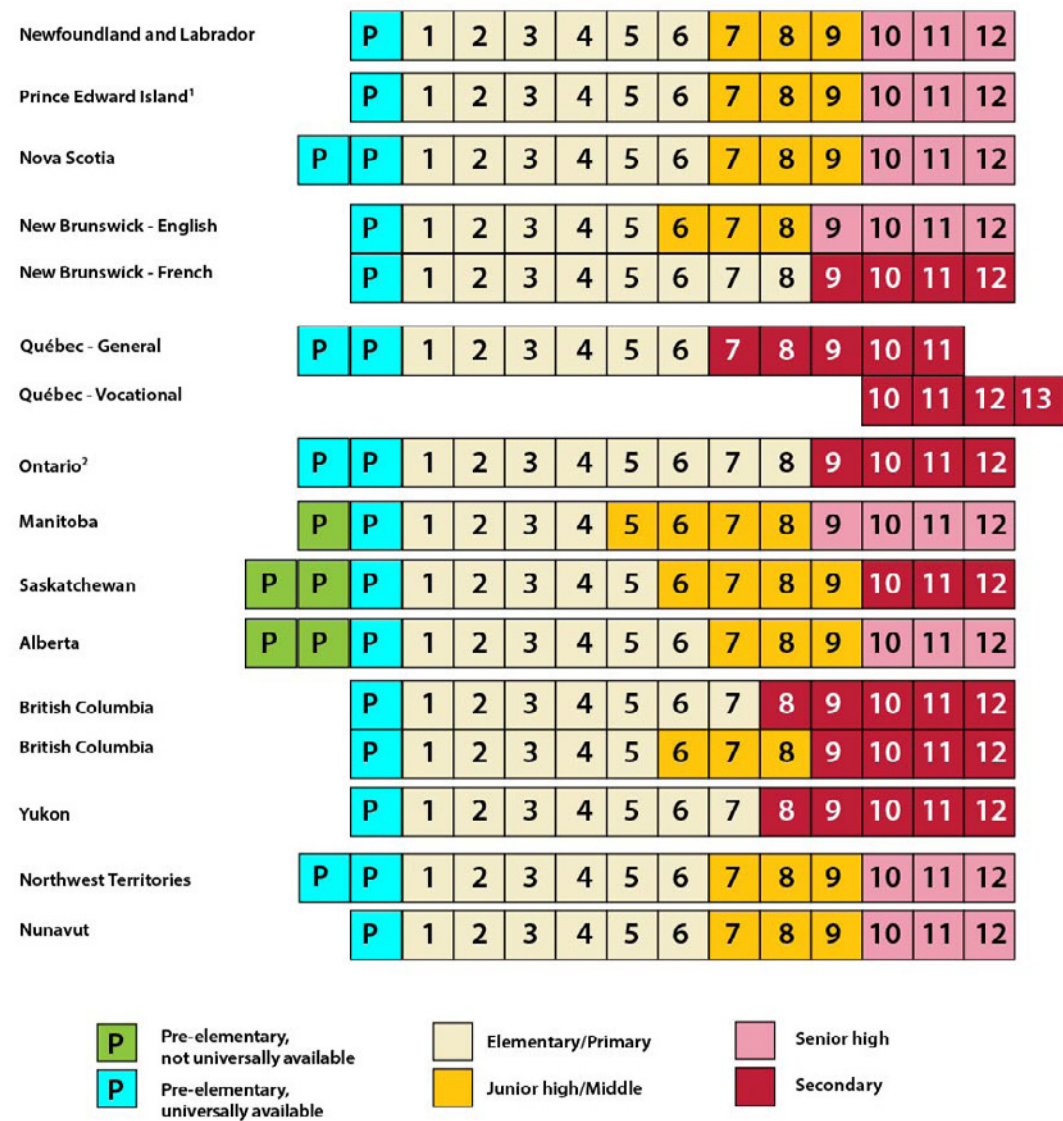 Newfoundland and Labrador P 1 2 3 4 5 6 7 8 9 10 11 12
Prince Edward Island¹ P 1 2 3 4 5 6 7 8 9 10 11 12
Nova Scotia P P 1 2 3 4 5 6 7 8 9 10 11 12
New Brunswick - English P 1 2 3 4 5 6 7 8 9 10 11 12
New Brunswick - French P 1 2 3 4 5 6 7 8 9 10 11 12
Québec - General P P 1 2 3 4 5 6 7 8 9 10 11
Québec - Vocational 10 11 12 13
Ontario² P P 1 2 3 4 5 6 7 8 9 10 11 12
Manitoba P P 1 2 3 4 5 6 7 8 9 10 11 12
Saskatchewan P P P 1 2 3 4 5 6 7 8 9 10 11 12
Alberta P P P 1 2 3 4 5 6 7 8 9 10 11 12
British Columbia P 1 2 3 4 5 6 7 8 9 10 11 12
British Columbia P 1 2 3 4 5 6 7 8 9 10 11 12
Yukon P 1 2 3 4 5 6 7 8 9 10 11 12
Northwest Territories P P 1 2 3 4 5 6 7 8 9 10 11 12
Nunavut P 1 2 3 4 5 6 7 8 9 10 11 12
P Pre-elementary,
not universally available
P Pre-elementary,
universally available
Elementary/Primary
Junior high/Middle
Senior high
Secondary